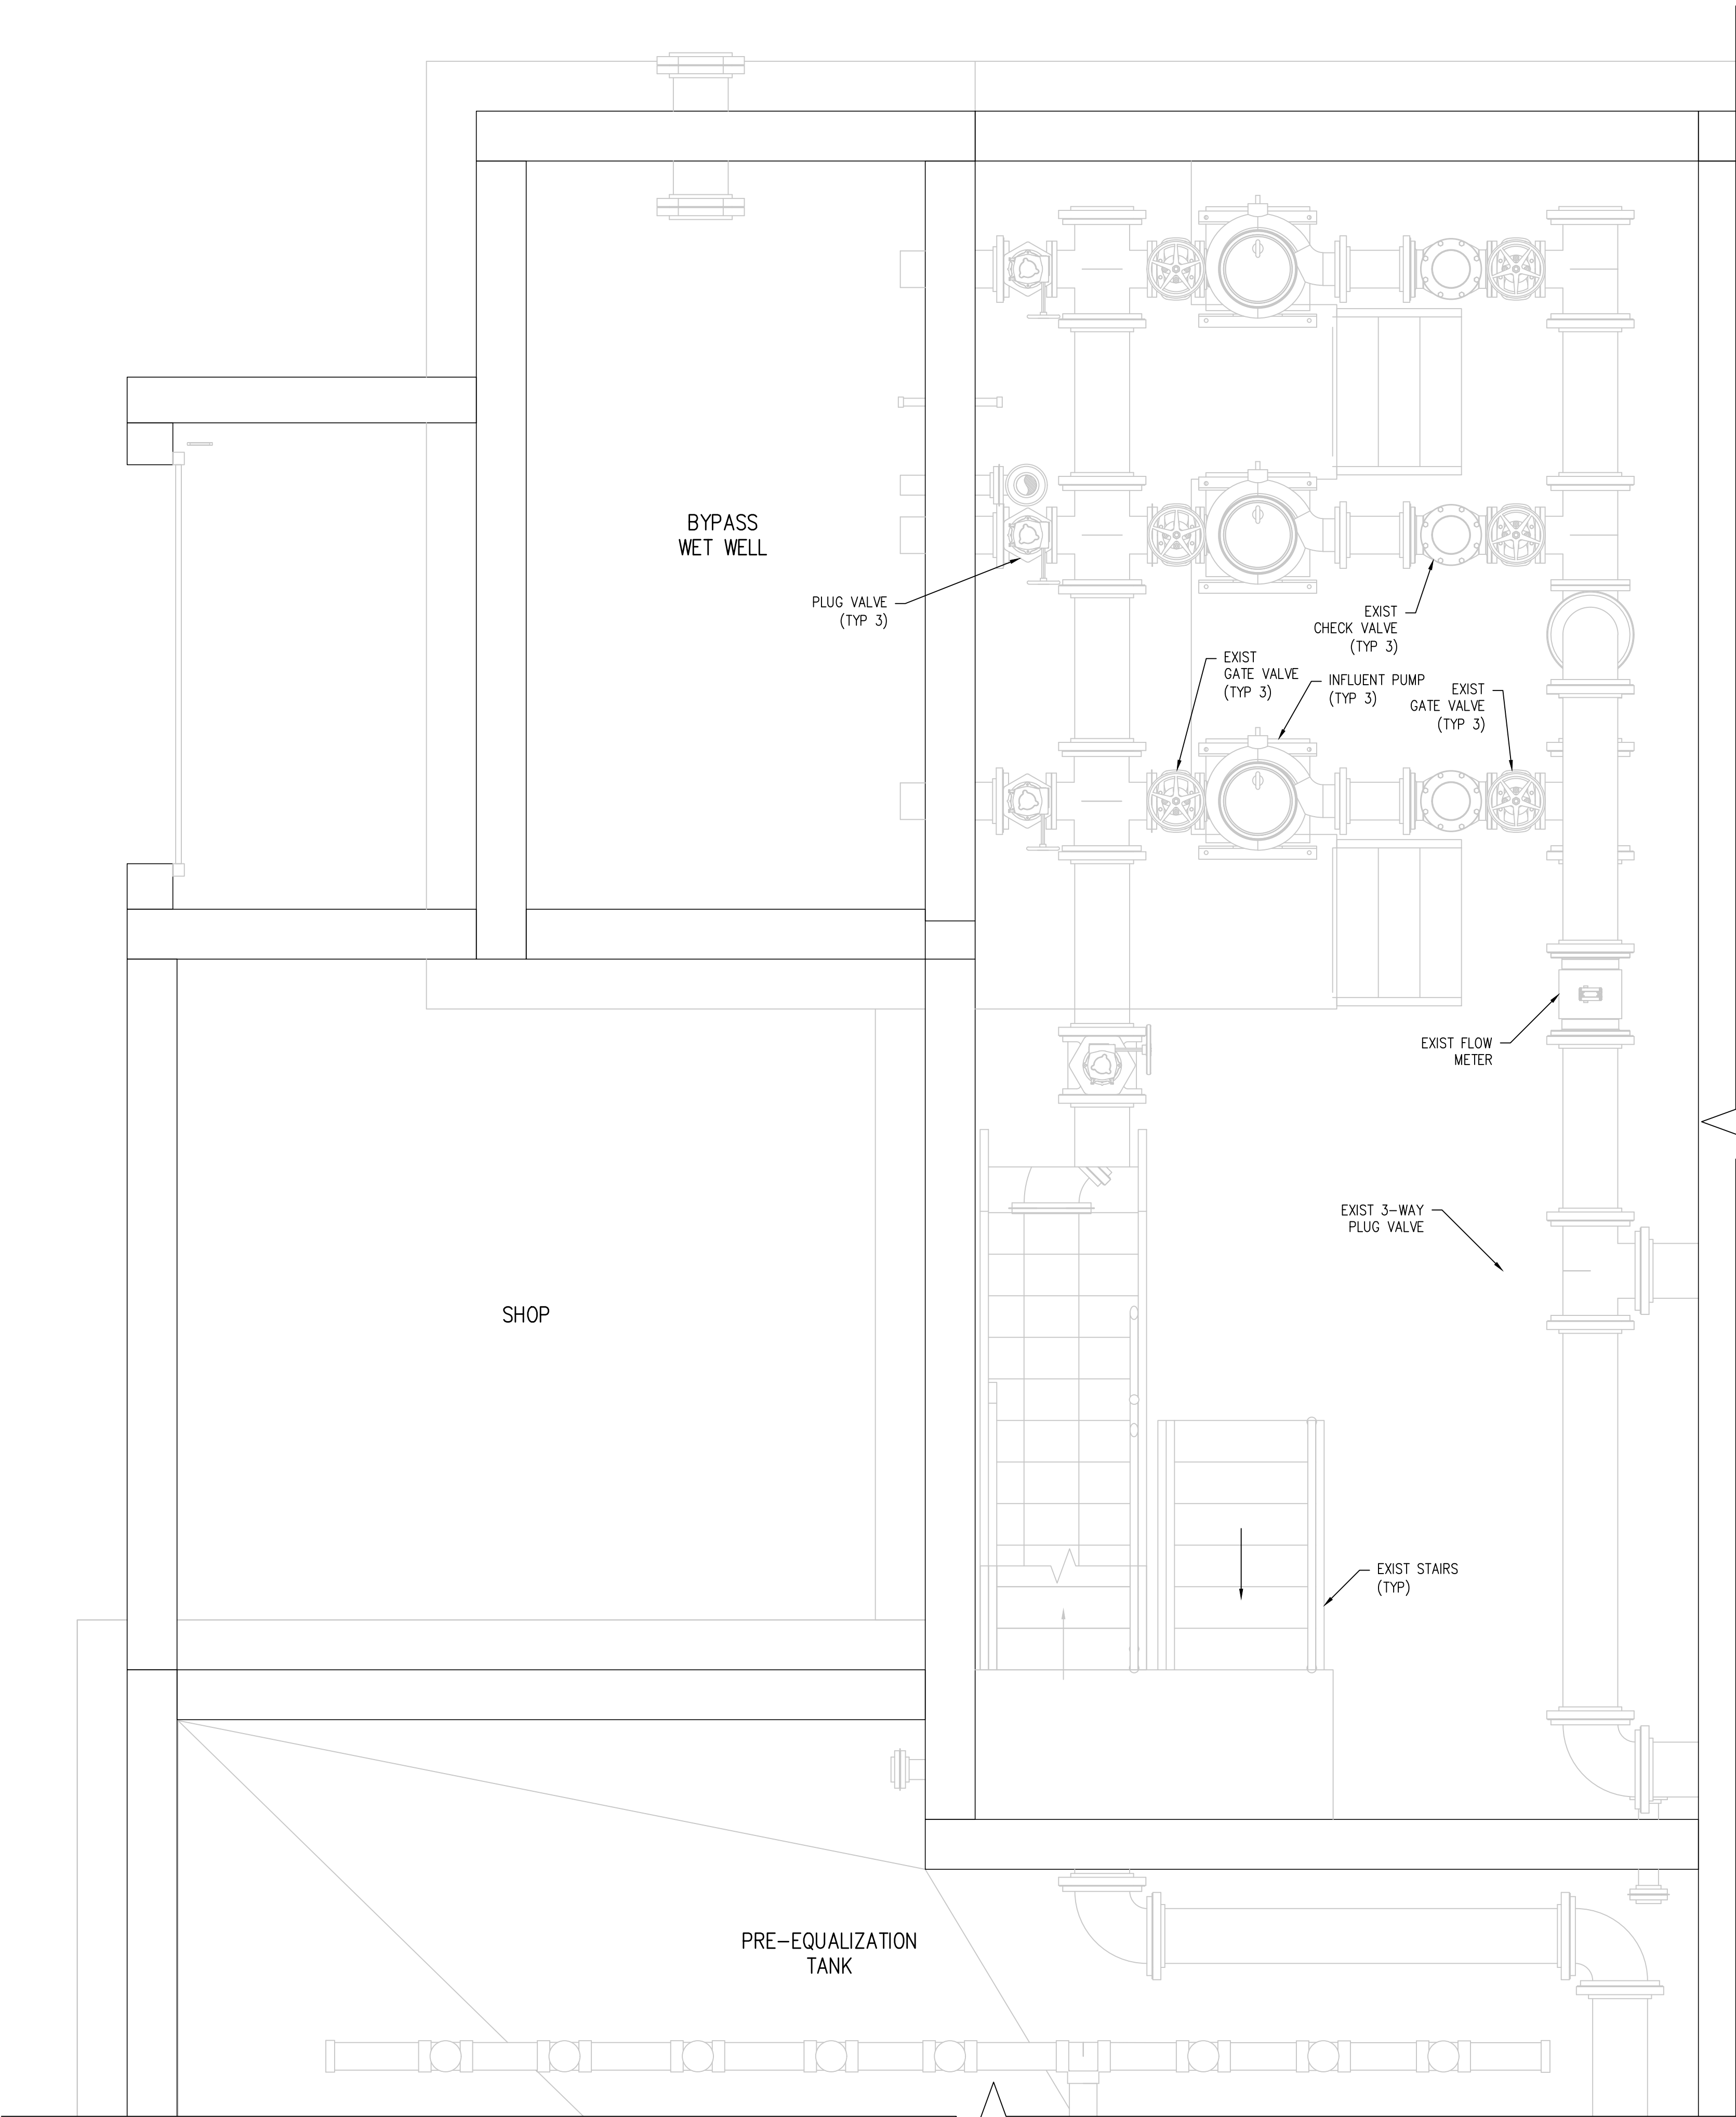 BYPASS
WET WELL
PLUG VALVE
(TYP 3)
EXIST
CHECK VALVE
(TYP 3)
EXIST
GATE VALVE
(TYP 3)
INFLUENT PUMP
(TYP 3)
EXIST
GATE VALVE
(TYP 3)
EXIST FLOW
METER
EXIST 3-WAY
PLUG VALVE
SHOP
EXIST STAIRS
(TYP)
PRE-EQUALIZATION
TANK